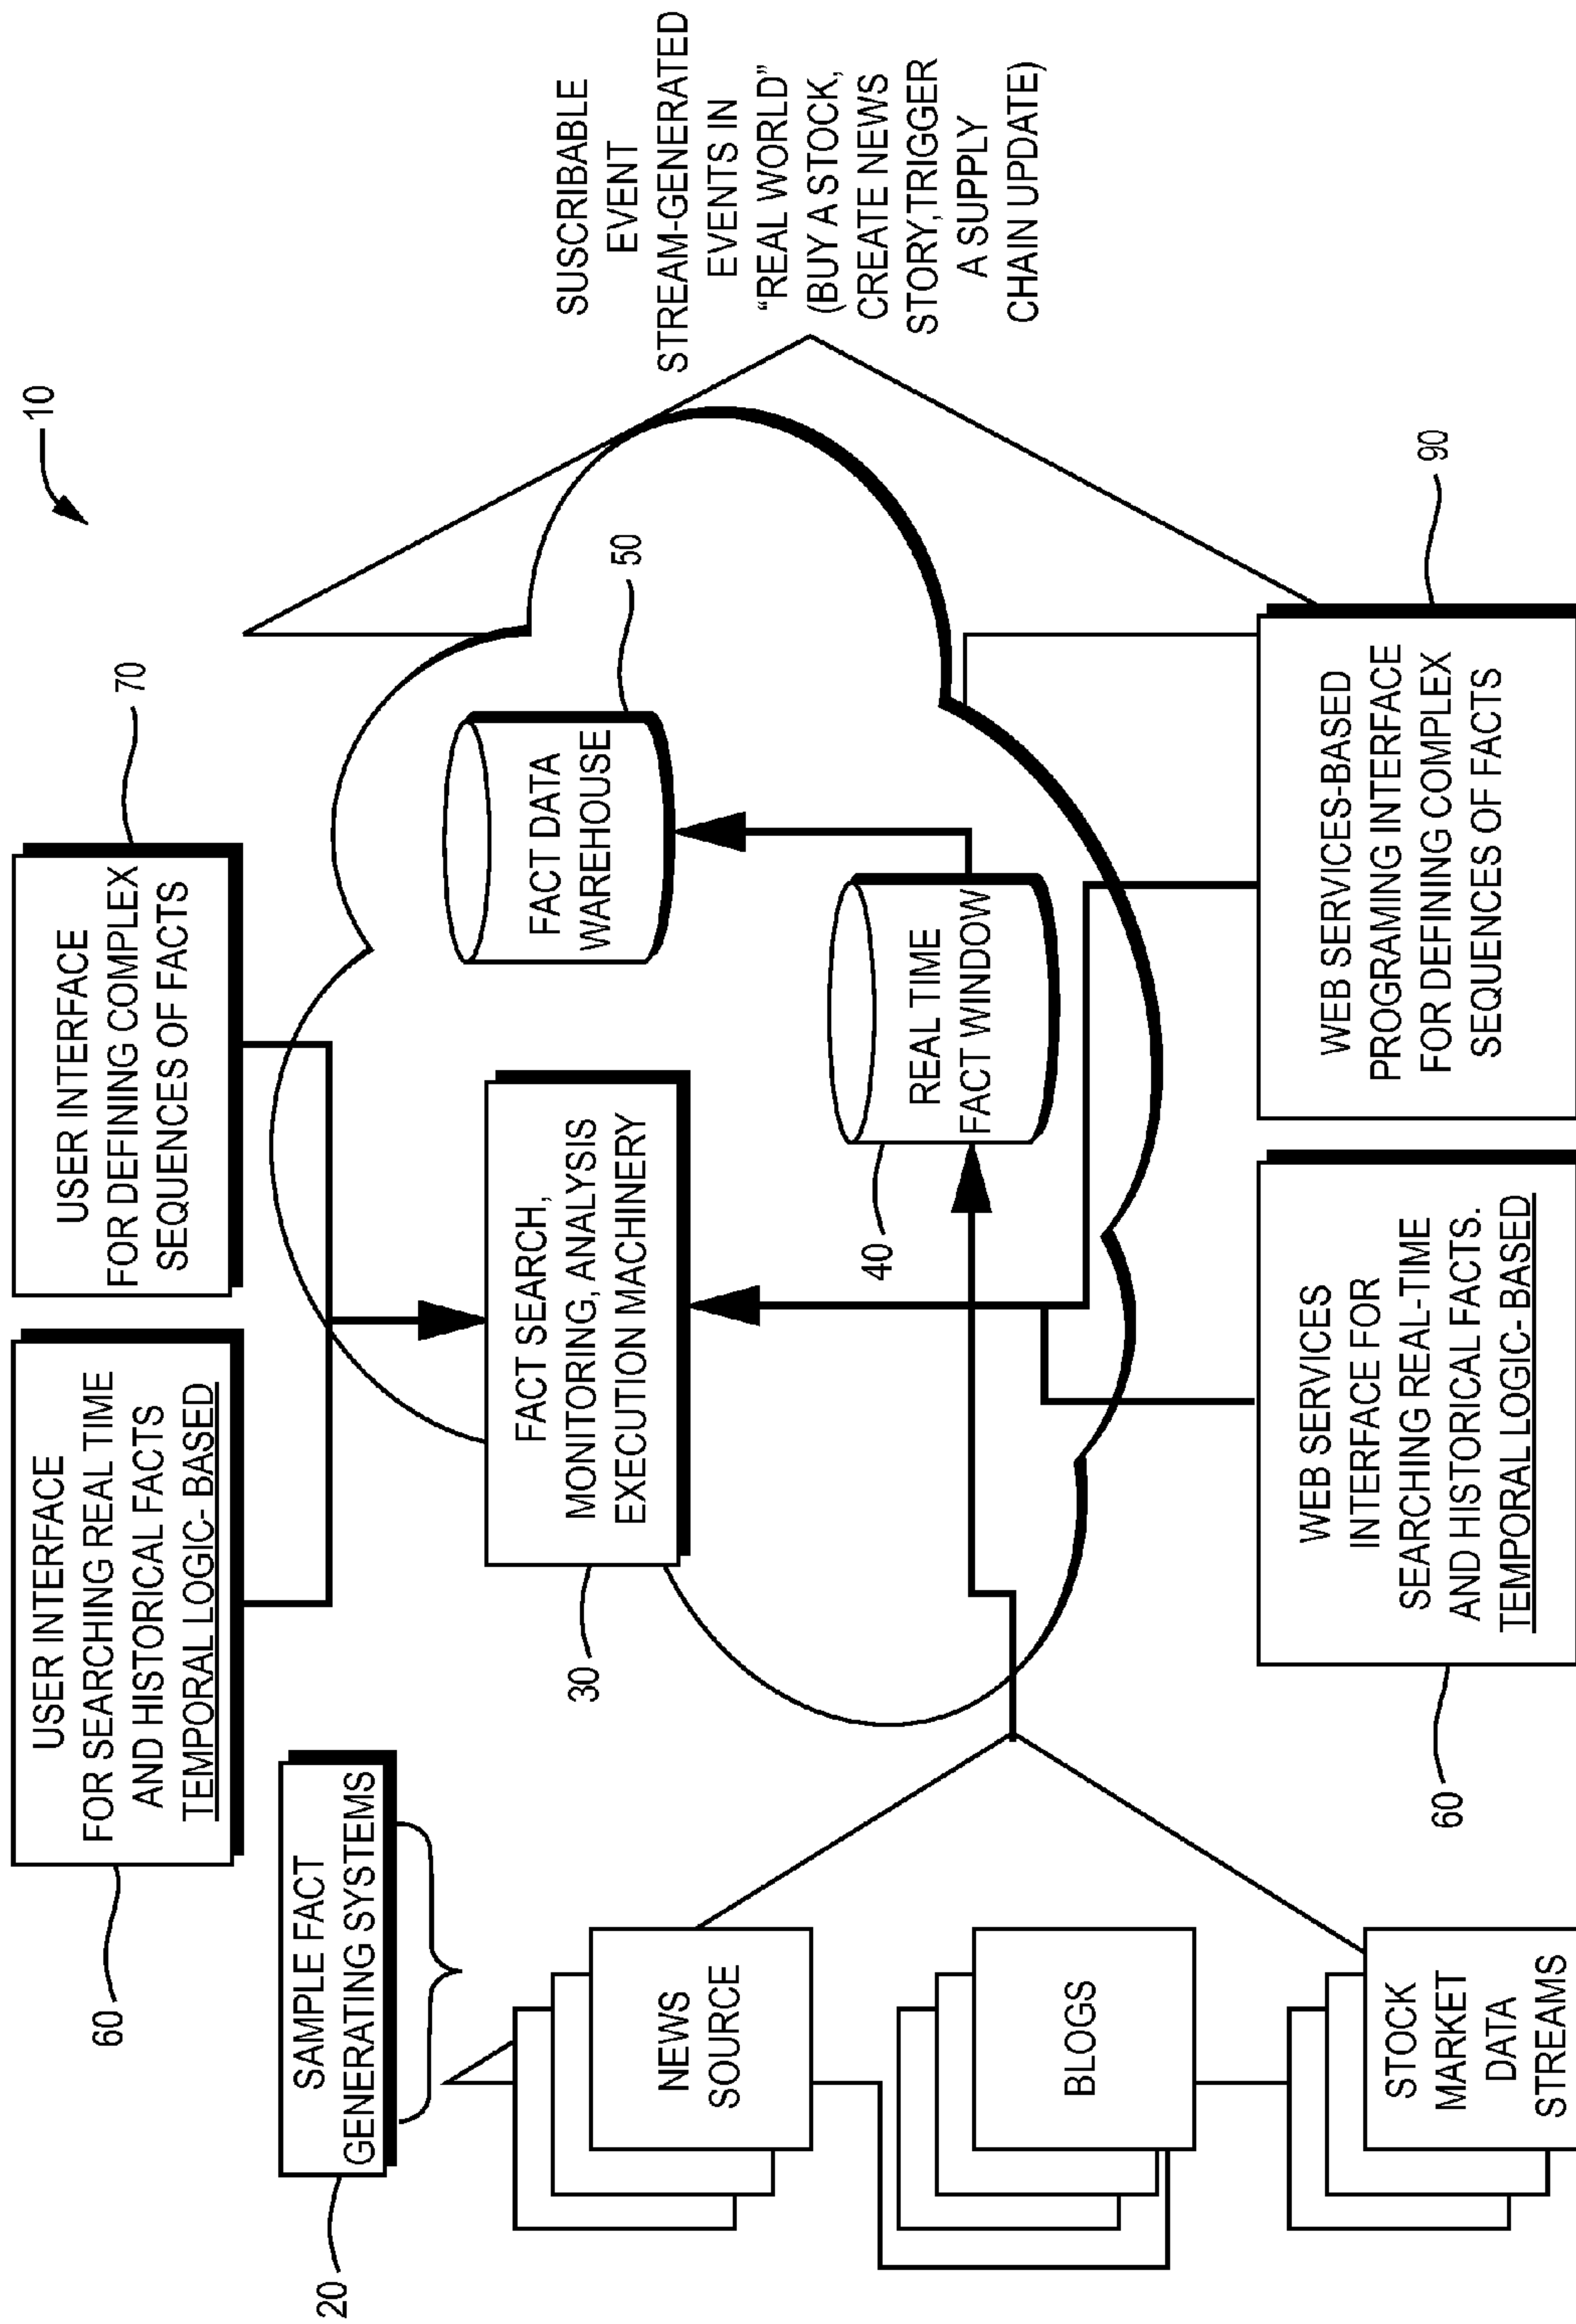 10
USER INTERFACE
FOR SEARCHING REAL TIME
AND HISTORICAL FACTS
TEMPORAL LOGIC- BASED
60
USER INTERFACE
FOR DEFINING COMPLEX
SEQUENCES OF FACTS
70
SAMPLE FACT
GENERATING SYSTEMS
20
NEWS
SOURCE
BLOGS
STOCK
MARKET
DATA
STREAMS
FACT SEARCH,
MONITORING, ANALYSIS
EXECUTION MACHINERY
30
FACT DATA
WAREHOUSE
50
REAL TIME
FACT WINDOW
40
SUSCRIBABLE
EVENT
STREAM-GENERATED
EVENTS IN
“REAL WORLD”
(BUY A STOCK,
CREATE NEWS
STORY,TRIGGER
A SUPPLY
CHAIN UPDATE)
WEB SERVICES
INTERFACE FOR
SEARCHING REAL-TIME
AND HISTORICAL FACTS.
TEMPORAL LOGIC- BASED
60
WEB SERVICES-BASED
PROGRAMING INTERFACE
FOR DEFINING COMPLEX
SEQUENCES OF FACTS
90